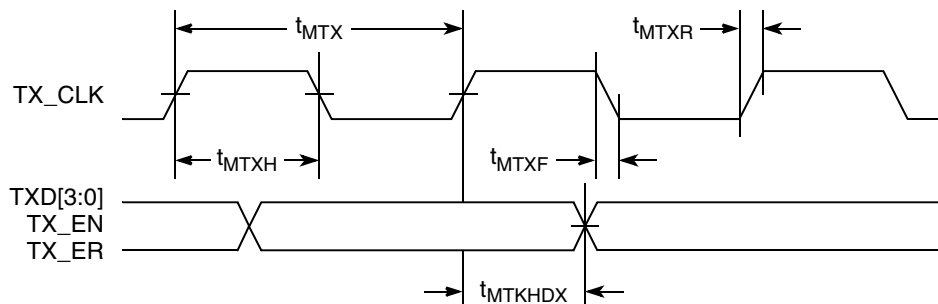 tMTX
tMTXR
TX_CLK
tMTXH
tMTXF
TXD[3:0]
TX_EN
TX_ER
tMTKHDX